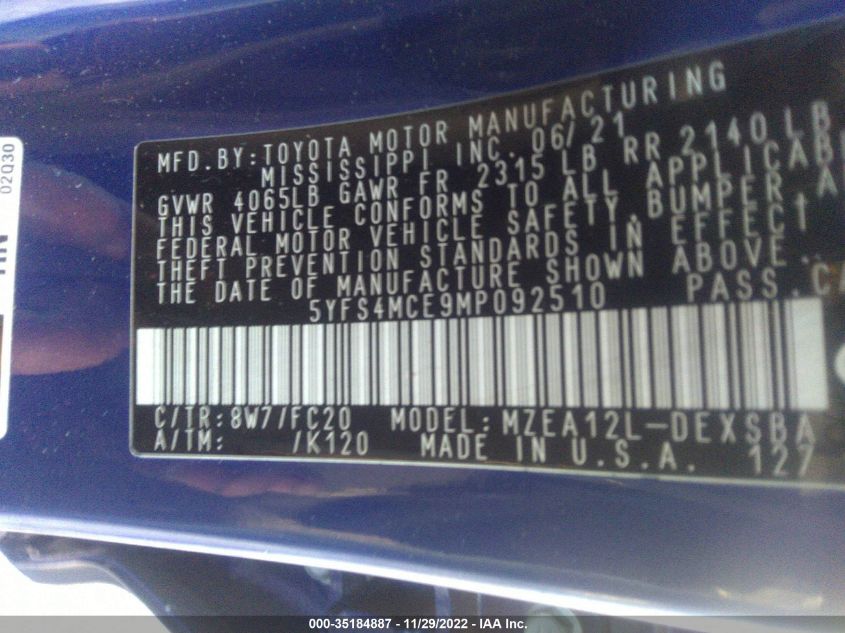 MFD.BY:TOYOTA MOTOR MANUFACTURING
MISSISSIPPI INC. 06/21
GVWR 4065LB GAWR FR 2315 LB RR 2140 LB
THIS VEHICLE CONFORMS TO ALL APPLICAB
FEDERAL MOTOR VEHICLE SAFETY,BUMPER,A
THEFT PREVENTION STANDARDS IN EFFECT
THE DATE OF MANUFACTURE SHOWN ABOVE.
5YFS4MCE9MP092510 PASS.CA
C/TR:8W7/FC20 MODEL:MZEA12L-DEXSBA
A/TM: /K120 MADE IN U.S.A. 127
02Q30
000-35184887 - 11/29/2022 - IAA Inc.